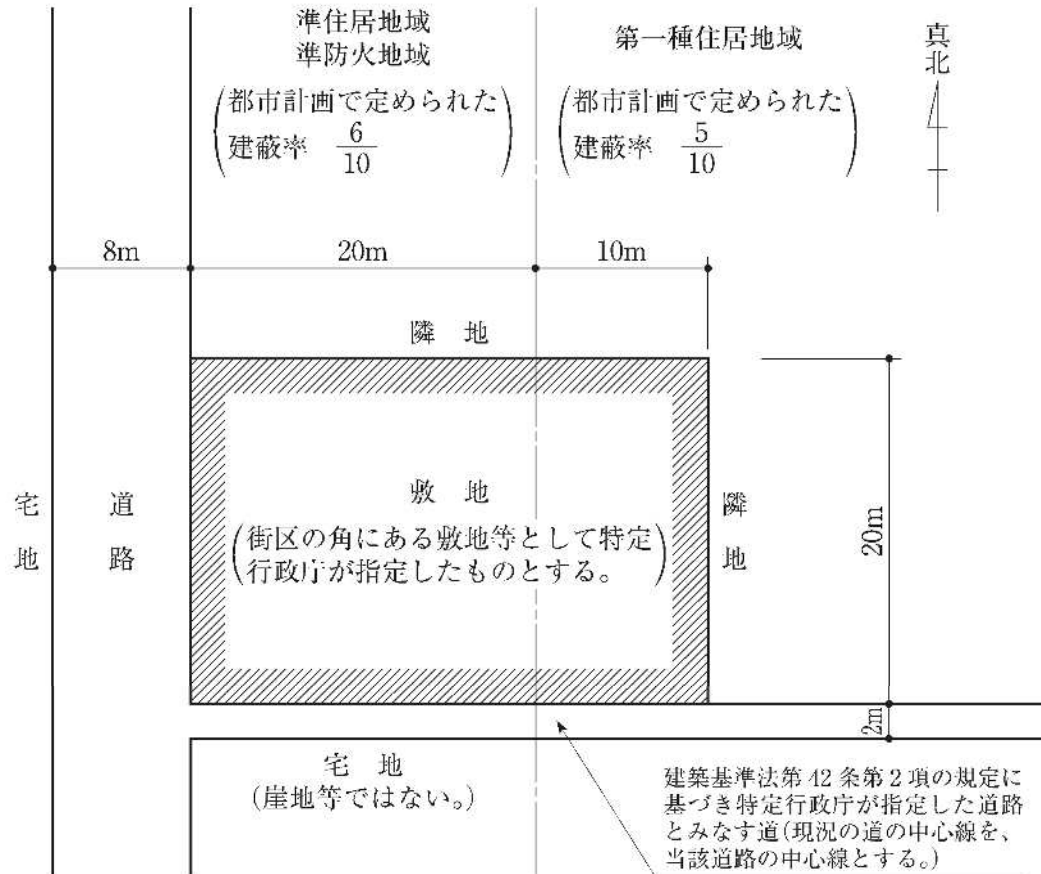 準住居地域
準防火地域
(都市計画で定められた
建蔽率 6/10)
第一種住居地域
(都市計画で定められた
建蔽率 5/10)
真北
8m
20m
10m
隣地
宅地
道路
敷地
(街区の角にある敷地等として特定
行政庁が指定したものとする。)
隣地
20m
2m
宅地
(崖地等ではない。)
建築基準法第42条第2項の規定に
基づき特定行政庁が指定した道路
とみなす道(現況の道の中心線を、
当該道路の中心線とする。)